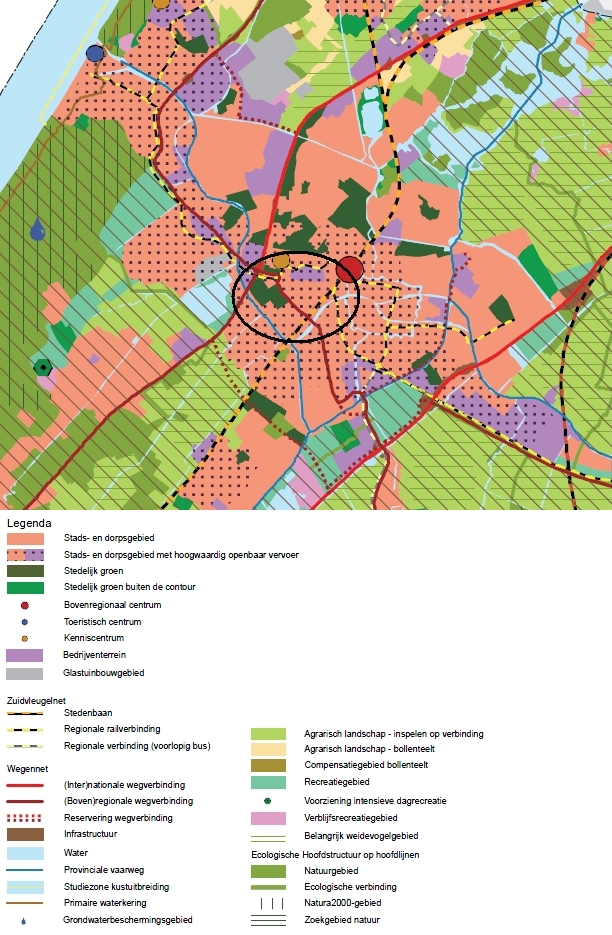 Legenda
Stads- en dorpsgebied
Stads- en dorpsgebied met hoogwaardig openbaar vervoer
Stedelijk groen
Stedelijk groen buiten de contour
Bovenregionaal centrum
Toeristisch centrum
Kenniscentrum
Bedrijventerrein
Glastuinbouwgebied
Zuidvleugelnet
Stedenbaan
Regionale railverbinding
Regionale verbinding (voorlopig bus)
Wegennet
(Inter)nationale wegverbinding
(Boven)regionale wegverbinding
Reservering wegverbinding
Infrastructuur
Water
Provinciale vaarweg
Studiezone kustuitbreiding
Primaire waterkering
Grondwaterbeschermingsgebied
Agrarisch landschap - inspelen op verbinding
Agrarisch landschap - bollenteelt
Compensatiegebied bollenteelt
Recreatiegebied
Voorziening intensieve dagrecreatie
Verblijfsrecreatiegebied
Belangrijk weidevogelgebied
Ecologische Hoofdstructuur op hoofdlijnen
Natuurgebied
Ecologische verbinding
Natura2000-gebied
Zoekgebied natuur